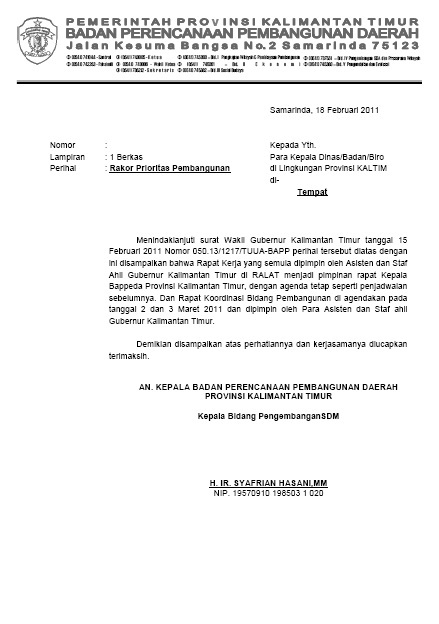 PEMERINTAH PROVINSI KALIMANTAN TIMUR
BADAN PERENCANAAN PEMBANGUNAN DAERAH
Jalan Kesuma Bangsa No.2 Samarinda 75123
Samarinda, 18 Februari 2011
Nomor :
Lampiran : 1 Berkas
Perihal : Rakor Prioritas Pembangunan
Kepada Yth.
Para Kepala Dinas/Badan/Biro
di Lingkungan Provinsi KALTIM
di-
Tempat
Menindaklanjuti surat Wakil Gubernur Kalimantan Timur tanggal 15
Februari 2011 Nomor 050.13/1217/TUUA-BAPP perihal tersebut diatas dengan
ini disampaikan bahwa Rapat Kerja yang semula dipimpin oleh Asisten dan Staf
Ahli Gubernur Kalimantan Timur di RALAT menjadi pimpinan rapat Kepala
Bappeda Provinsi Kalimantan Timur, dengan agenda tetap seperti penjadwalan
sebelumnya. Dan Rapat Koordinasi Bidang Pembangunan di agendakan pada
tanggal 2 dan 3 Maret 2011 dan dipimpin oleh Para Asisten dan Staf ahli
Gubernur Kalimantan Timur.
Demikian disampaikan atas perhatiannya dan kerjasamanya diucapkan
terimaksih.
AN. KEPALA BADAN PERENCANAAN PEMBANGUNAN DAERAH
PROVINSI KALIMANTAN TIMUR
Kepala Bidang PengembanganSDM
H. IR. SYAFRIAN HASANI,MM
NIP. 19570910 198503 1 020